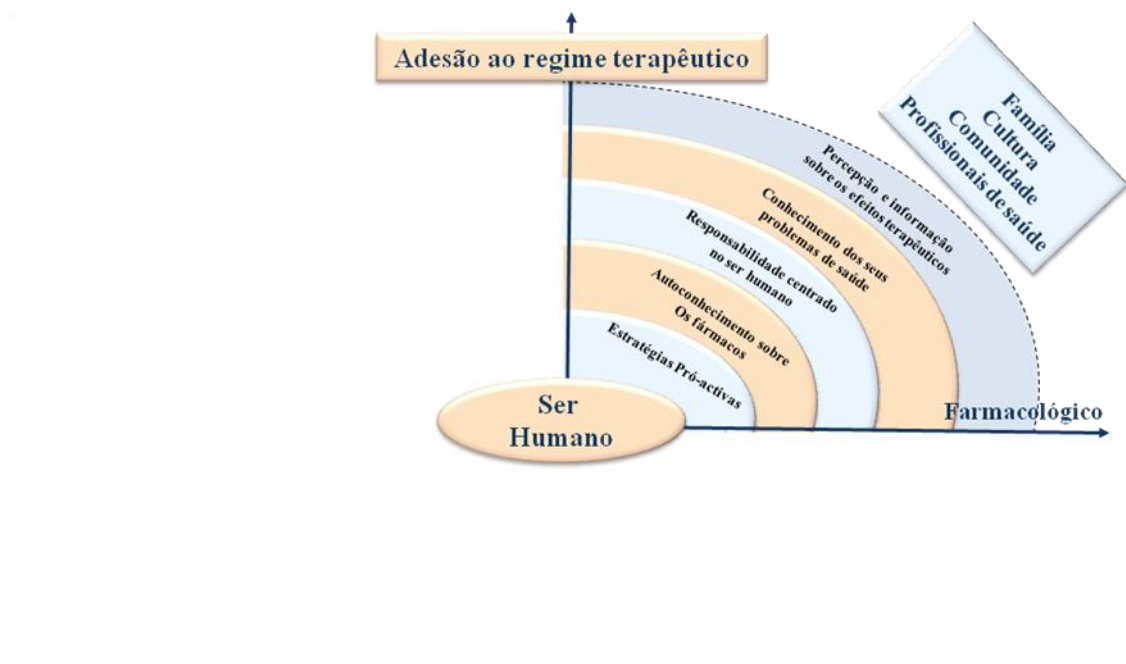 Adesão ao regime terapêutico
Família
Cultura
Comunidade
Profissionais de saúde
Percepção e informação
sobre os efeitos terapêuticos
Conhecimento dos seus
problemas de saúde
Responsabilidade centrado
no ser humano
Autoconhecimento sobre
Os fármacos
Estratégias Pró-activas
Ser
Humano
Farmacológico